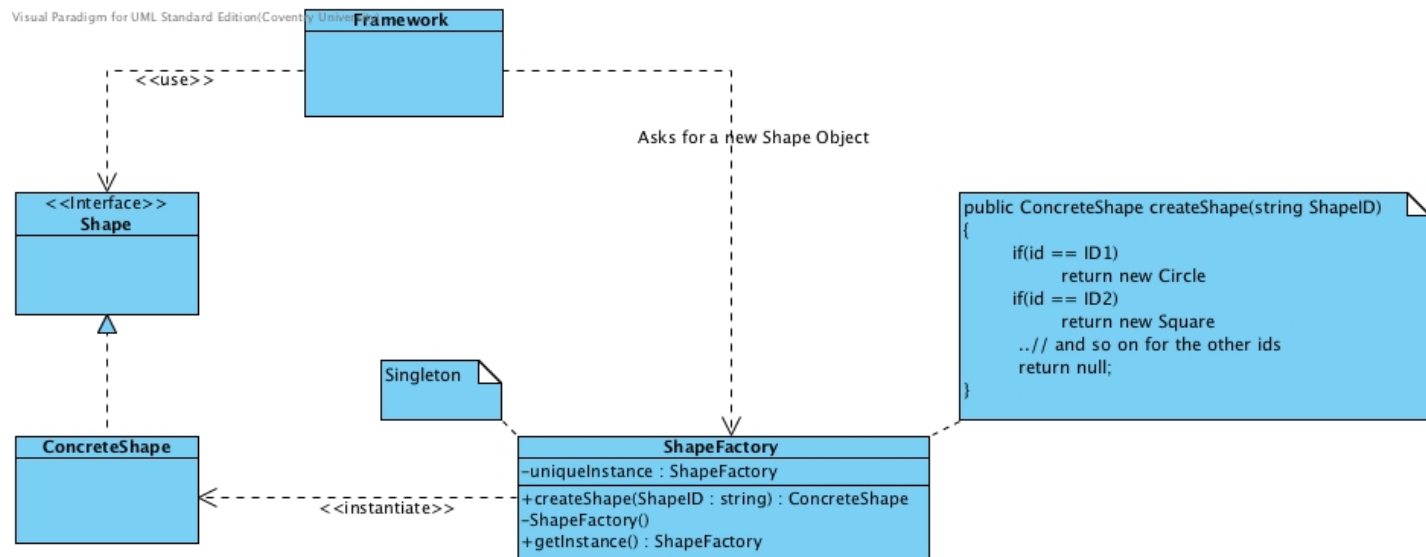 Visual Paradigm for UML Standard Edition(Coventry University)
Framework
<<use>>
Asks for a new Shape Object
<<Interface>>
Shape
public ConcreteShape createShape(string ShapeID)
{
if(id == ID1)
return new Circle
if(id == ID2)
return new Square
..// and so on for the other ids
return null;
}
Singleton
ConcreteShape
ShapeFactory
-uniqueInstance : ShapeFactory
+createShape(ShapeID : string) : ConcreteShape
-ShapeFactory()
+getInstance() : ShapeFactory
<<instantiate>>